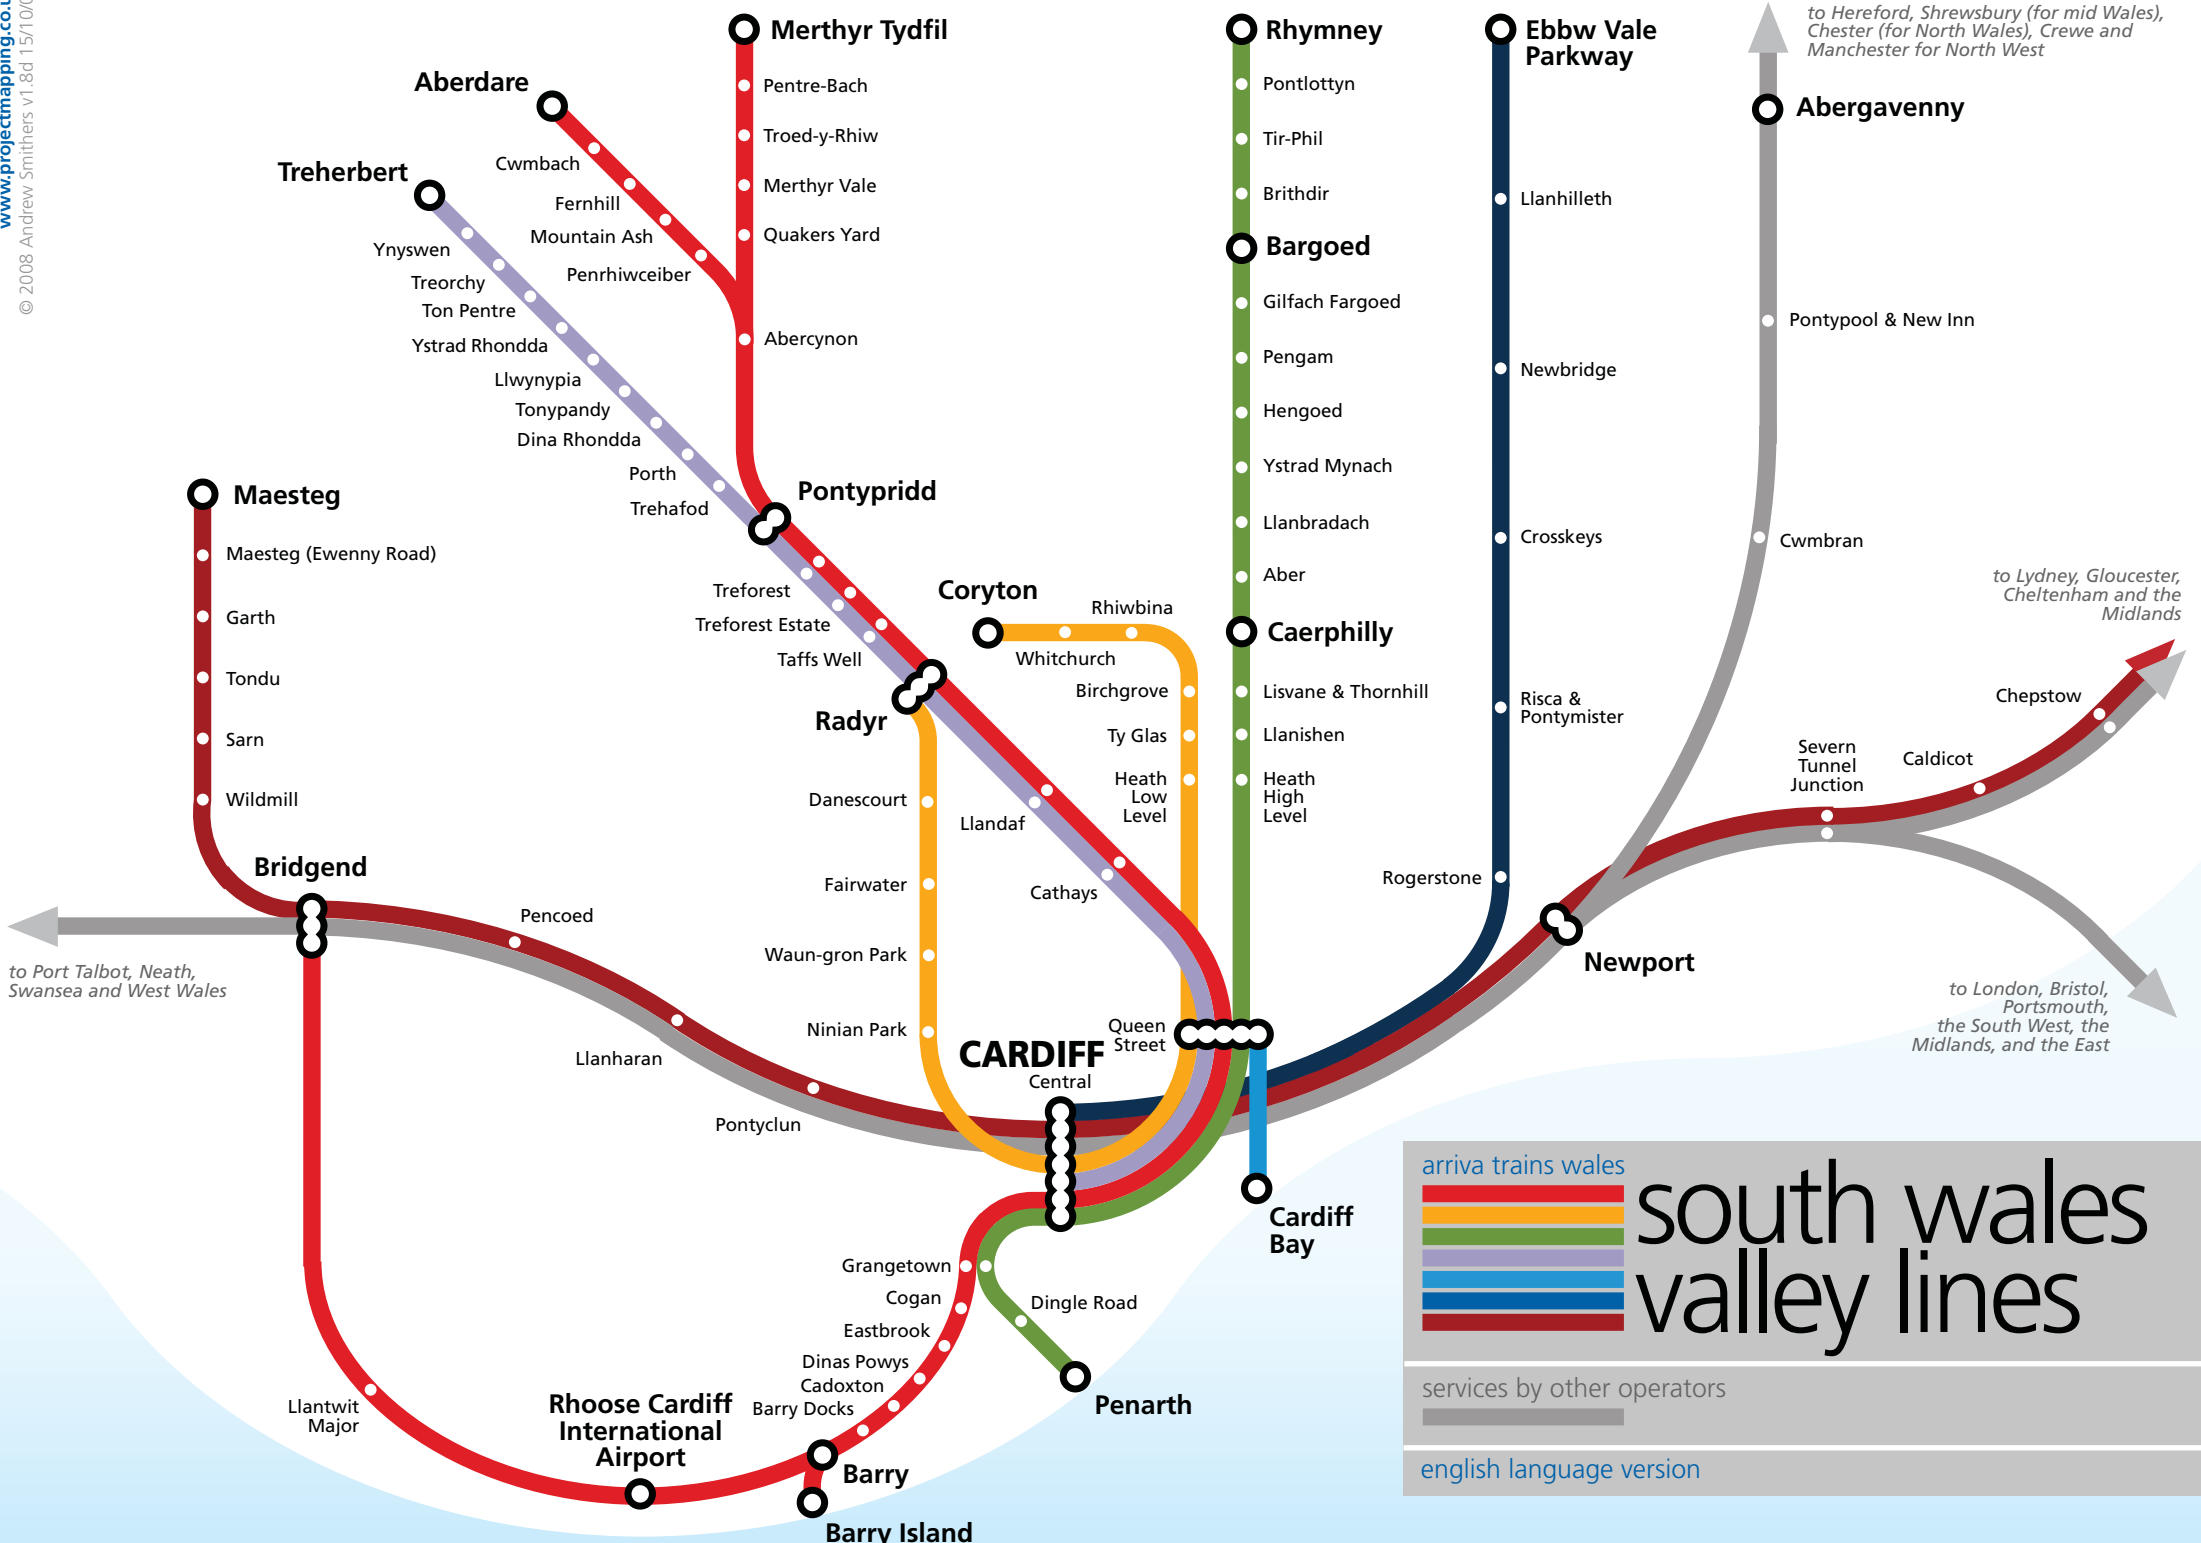 www.projectmapping.co.u
© 2008 Andrew Smithers v1.8d 15/10/0
Merthyr Tydfil
Pentre-Bach
Troed-y-Rhiw
Merthyr Vale
Quakers Yard
Abercynon
Aberdare
Cwmbach
Fernhill
Mountain Ash
Penrhiwceiber
Treherbert
Ynyswen
Treorchy
Ton Pentre
Ystrad Rhondda
Llwynypia
Tonypandy
Dina Rhondda
Porth
Trehafod
Pontypridd
Treforest
Treforest Estate
Taffs Well
Radyr
Llandaf
Cathays
Danescourt
Fairwater
Waun-gron Park
Ninian Park
Coryton
Rhiwbina
Whitchurch
Birchgrove
Ty Glas
Heath
Low
Level
Rhymney
Pontlottyn
Tir-Phil
Brithdir
Bargoed
Gilfach Fargoed
Pengam
Hengoed
Ystrad Mynach
Llanbradach
Aber
Caerphilly
Lisvane & Thornhill
Llanishen
Heath
High
Level
Queen
Street
CARDIFF
Central
Cardiff
Bay
Ebbw Vale
Parkway
Llanhilleth
Newbridge
Crosskeys
Risca &
Pontymister
Rogerstone
to Hereford, Shrewsbury (for mid Wales),
Chester (for North Wales), Crewe and
Manchester for North West
Abergavenny
Pontypool & New Inn
Cwmbran
Newport
Severn
Tunnel
Junction
Caldicot
Chepstow
to Lydney, Gloucester,
Cheltenham and the
Midlands
to London, Bristol,
Portsmouth,
the South West, the
Midlands, and the East
Maesteg
Maesteg (Ewenny Road)
Garth
Tondu
Sarn
Wildmill
Bridgend
to Port Talbot, Neath,
Swansea and West Wales
Pencoed
Llanharan
Pontyclun
Grangetown
Cogan
Eastbrook
Dinas Powys
Cadoxton
Barry Docks
Dingle Road
Penarth
Barry
Barry Island
Rhoose Cardiff
International
Airport
Llantwit
Major
arriva trains wales
south wales
valley lines
services by other operators
english language version